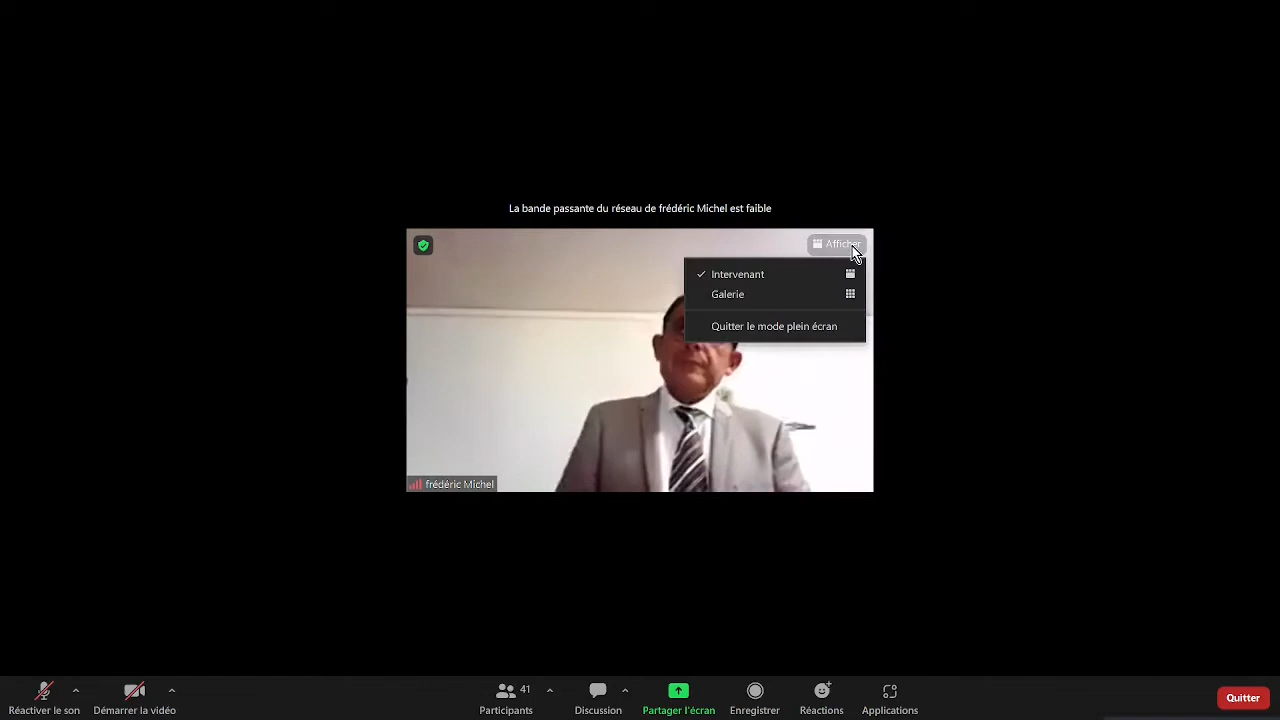 La bande passante du réseau de frédéric Michel est faible
Afficher
Intervenant
Galerie
Quitter le mode plein écran
frédéric Michel
41
Réactiver le son
Démarrer la vidéo
Participants
Discussion
Partager l'écran
Enregistrer
Réactions
Applications
Quitter